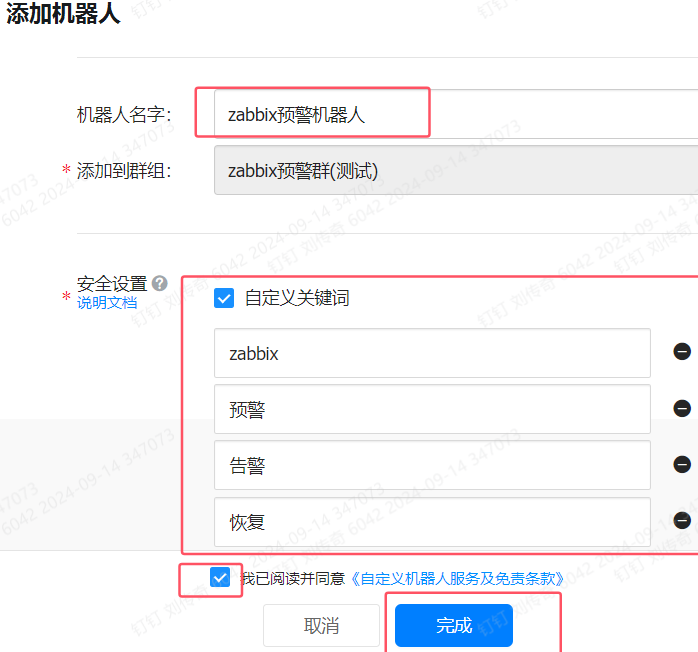 添加机器人
机器人名字：
zabbix预警机器人
* 添加到群组：
zabbix预警群(测试)
* 安全设置 ?
说明文档
自定义关键词
zabbix
预警
告警
恢复
我已阅读并同意《自定义机器人服务及免责条款》
取消
完成
钉钉 刘传奇 6042 2024-09-14 347073